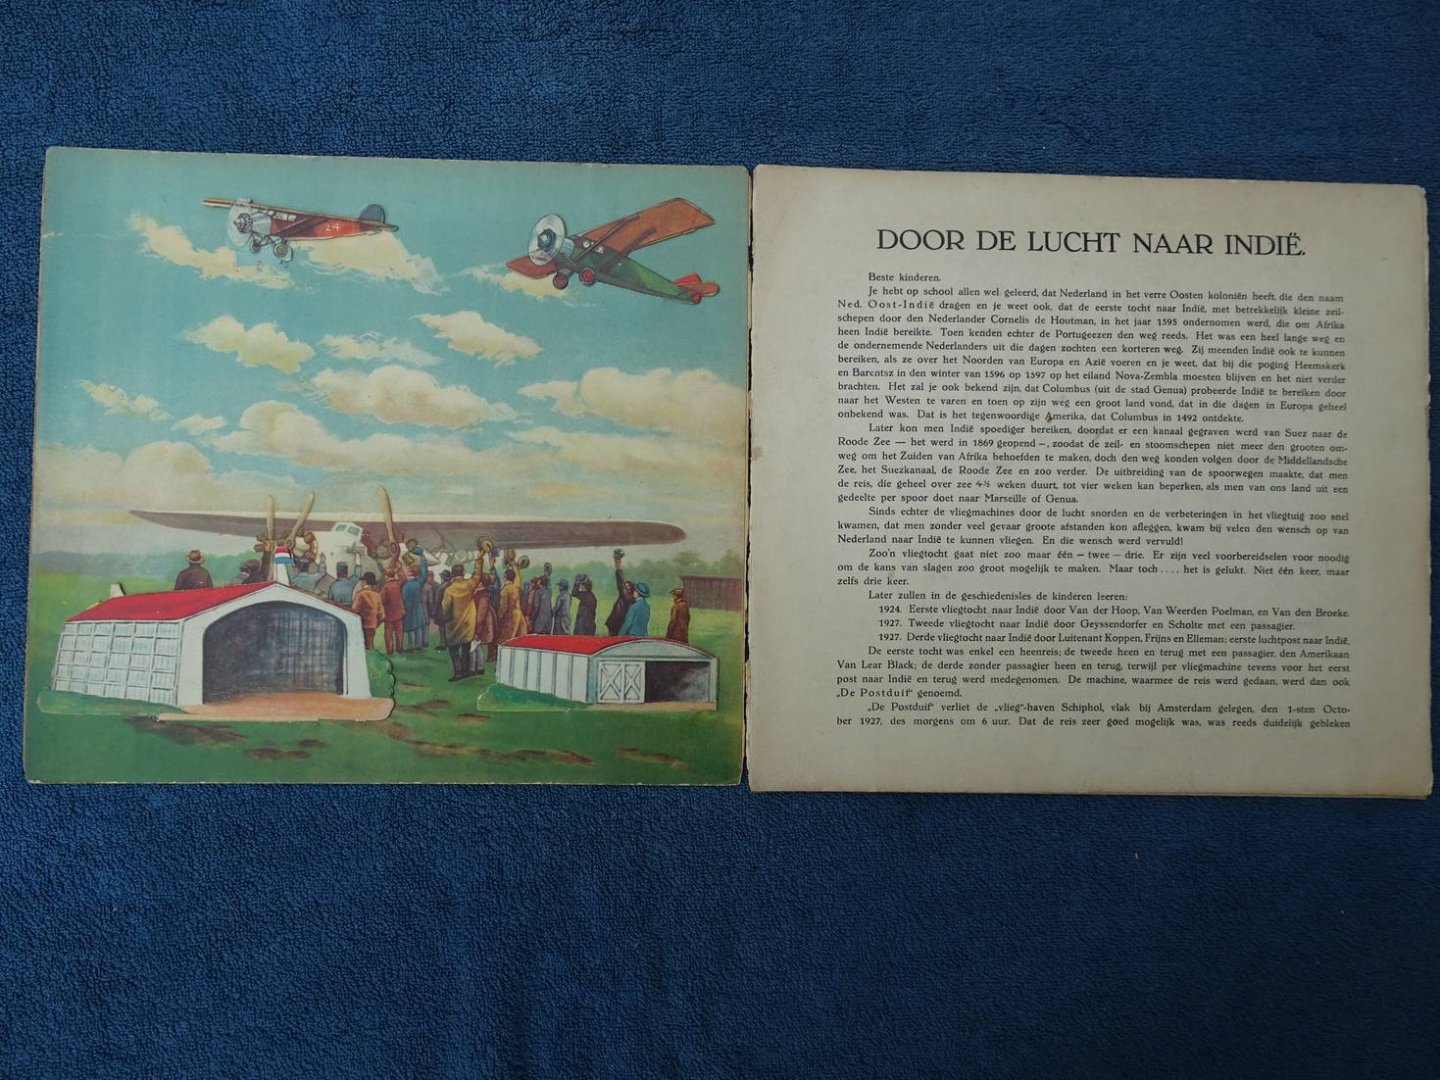 24
DOOR DE LUCHT NAAR INDIË.
Beste kinderen.
Je hebt op school allen wel geleerd, dat Nederland in het verre Oosten koloniën heeft, die den naam
Ned. Oost-Indië dragen en je weet ook, dat de eerste tocht naar Indië, met betrekkelijk kleine zeil-
schepen door den Nederlander Cornelis de Houtman, in het jaar 1595 ondernomen werd, die om Afrika
heen Indië bereikte. Toen kenden echter de Portugeezen den weg reeds. Het was een heel lange weg en
de ondernemende Nederlanders uit die dagen zochten een korteren weg. Zij meenden Indië ook te kunnen
bereiken, als ze over het Noorden van Europa en Azië voeren en je weet, dat bij die poging Heemskerk
en Barentsz in den winter van 1596 op 1597 op het eiland Nova-Zembla moesten blijven en het niet verder
brachten. Het zal je ook bekend zijn, dat Columbus (uit de stad Genua) probeerde Indië te bereiken door
naar het Westen te varen en toen op zijn weg een groot land vond, dat in die dagen in Europa geheel
onbekend was. Dat is het tegenwoordige Amerika, dat Columbus in 1492 ontdekte.
Later kon men Indië spoediger bereiken, doordat er een kanaal gegraven werd van Suez naar de
Roode Zee — het werd in 1869 geopend —, zoodat de zeil- en stoomschepen niet meer den grooten om-
weg om het Zuiden van Afrika behoefden te maken, doch den weg konden volgen door de Middellandsche
Zee, het Suezkanaal, de Roode Zee en zoo verder. De uitbreiding van de spoorwegen maakte, dat men
de reis, die geheel over zee 4-½ weken duurt, tot vier weken kan beperken, als men van ons land uit een
gedeelte per spoor doet naar Marseille of Genua.
Sinds echter de vliegmachines door de lucht snorden en de verbeteringen in het vliegtuig zoo snel
kwamen, dat men zonder veel gevaar groote afstanden kon afleggen, kwam bij velen den wensch op van
Nederland naar Indië te kunnen vliegen. En die wensch werd vervuld!
Zoo'n vliegtocht gaat niet zoo maar één — twee — drie. Er zijn veel voorbereidselen voor noodig
om de kans van slagen zoo groot mogelijk te maken. Maar toch .... het is gelukt. Niet één keer, maar
zelfs drie keer.
Later zullen in de geschiedenisles de kinderen leeren:
1924. Eerste vliegtocht naar Indië door Van der Hoop, Van Weerden Poelman, en Van den Broeke.
1927. Tweede vliegtocht naar Indië door Geyssendorfer en Scholte met een passagier.
1927. Derde vliegtocht naar Indië door Luitenant Koppen, Frijns en Elleman; eerste luchtpost naar Indië.
De eerste tocht was enkel een heenreis; de tweede heen en terug met een passagier, den Amerikaan
Van Lear Black; de derde zonder passagier heen en terug, terwijl per vliegmachine tevens voor het eerst
post naar Indië en terug werd medegenomen. De machine, waarmee de reis werd gedaan, werd dan ook
„De Postduif" genoemd.
„De Postduif" verliet de „vlieg"-haven Schiphol, vlak bij Amsterdam gelegen, den 1-sten Octo-
ber 1927, des morgens om 6 uur. Dat de reis zeer goed mogelijk was, was reeds duidelijk gebleken